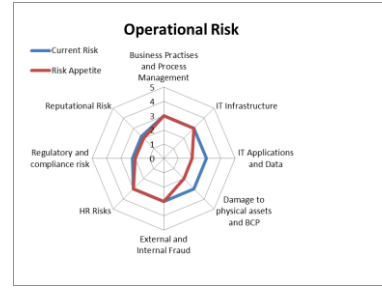 Operational Risk
Current Risk
Risk Appetite
Business Practises
and Process
Management
5
4
3
2
1
0
IT Infrastructure
IT Applications
and Data
Damage to
physical assets
and BCP
External and
Internal Fraud
HR Risks
Regulatory and
compliance risk
Reputational Risk